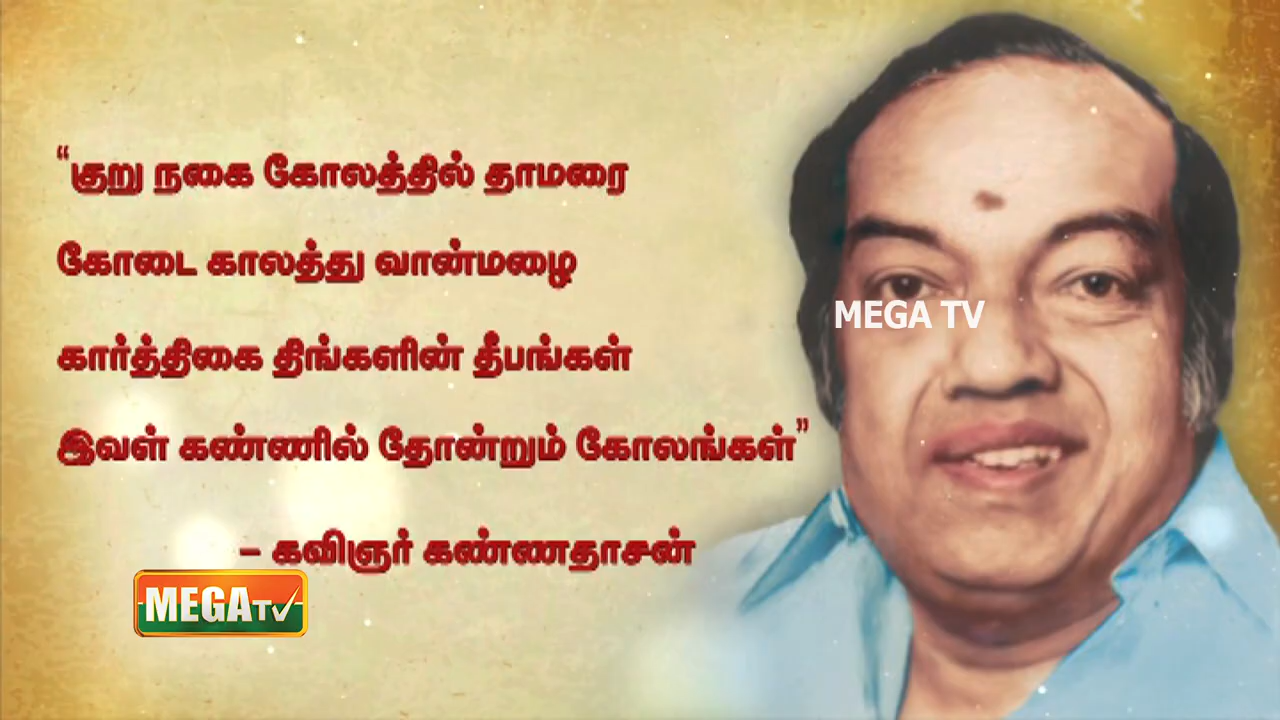 “குறு நகை கோலத்தில் தாமரை
கோடை காலத்து வான்மழை
MEGA TV
கார்த்திகை திங்களின் தீபங்கள்
இவள் கண்ணில் தோன்றும் கோலங்கள்”
– கவிஞர் கண்ணதாசன்
MEGA TV